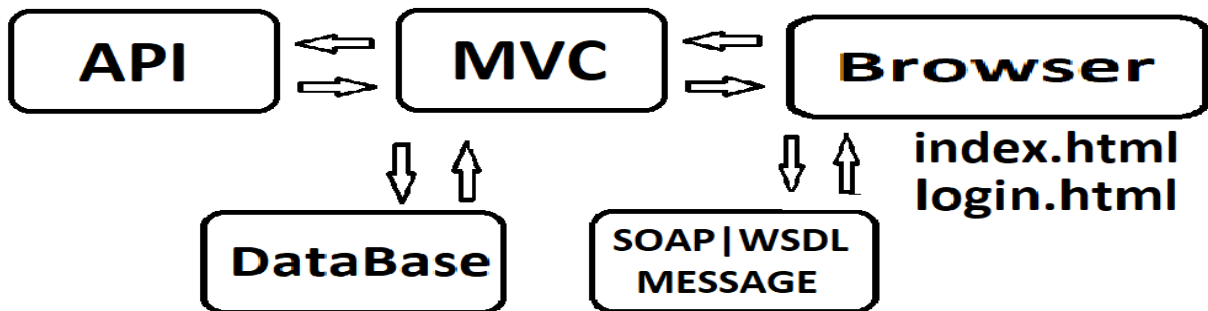 API
MVC
Browser
index.html
login.html
DataBase
SOAP|WSDL
MESSAGE